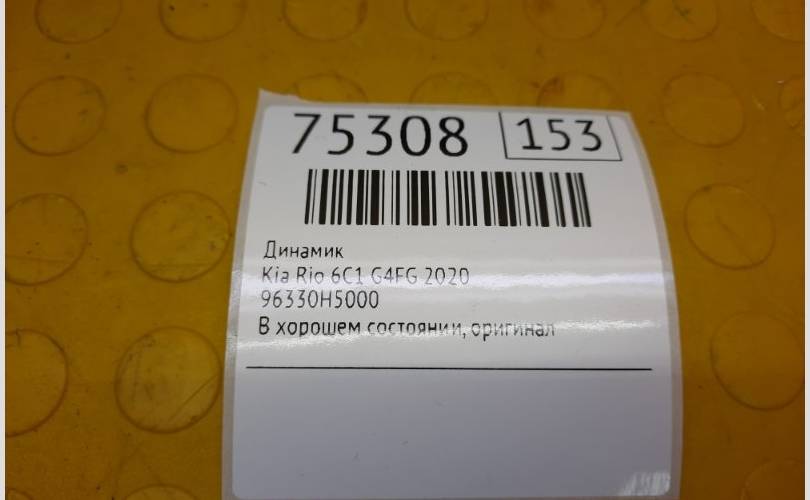 75308 153
Динамик
Kia Rio 6C1 G4FG 2020
96330H5000
В хорошем состоянии, оригинал